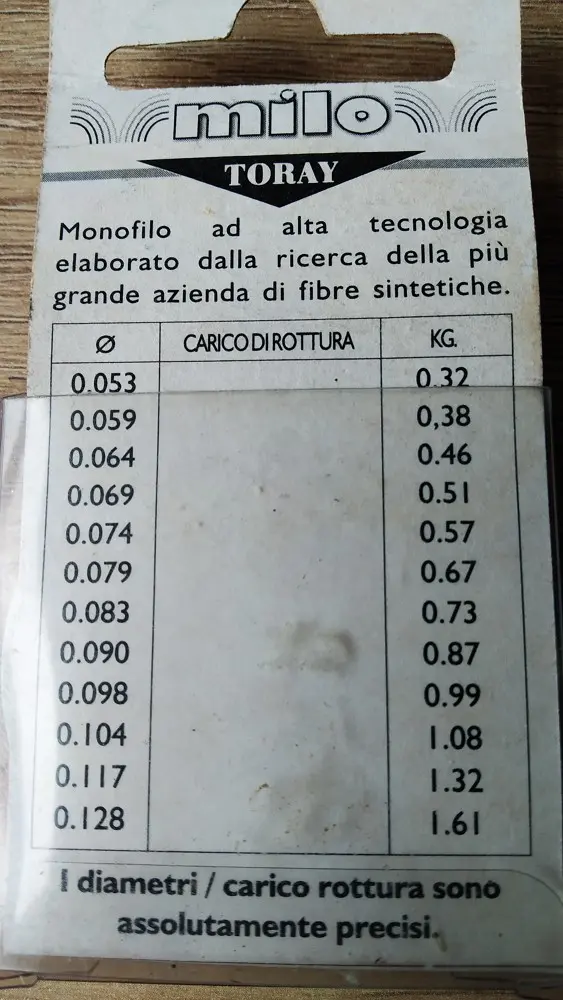 milo
TORAY
Monofilo ad alta tecnologia
elaborato dalla ricerca della più
grande azienda di fibre sintetiche.
Ø CARICO DI ROTTURA KG.
0.053 0.32
0.059 0,38
0.064 0.46
0.069 0.51
0.074 0.57
0.079 0.67
0.083 0.73
0.090 0.87
0.098 0.99
0.104 1.08
0.117 1.32
0.128 1.61
I diametri / carico rottura sono
assolutamente precisi.